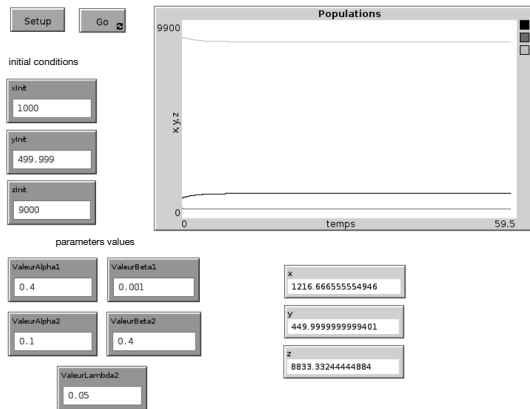 Setup
Go
initial conditions
xInit
1000
yInit
499.999
zInit
9000
Populations
9900
x,y,z
0
0
temps
59.5
parameters values
ValeurAlpha1
0.4
ValeurBeta1
0.001
ValeurAlpha2
0.1
ValeurBeta2
0.4
ValeurLambda2
0.05
x
1216.666555554946
y
449.9999999999401
z
8833.33244444884